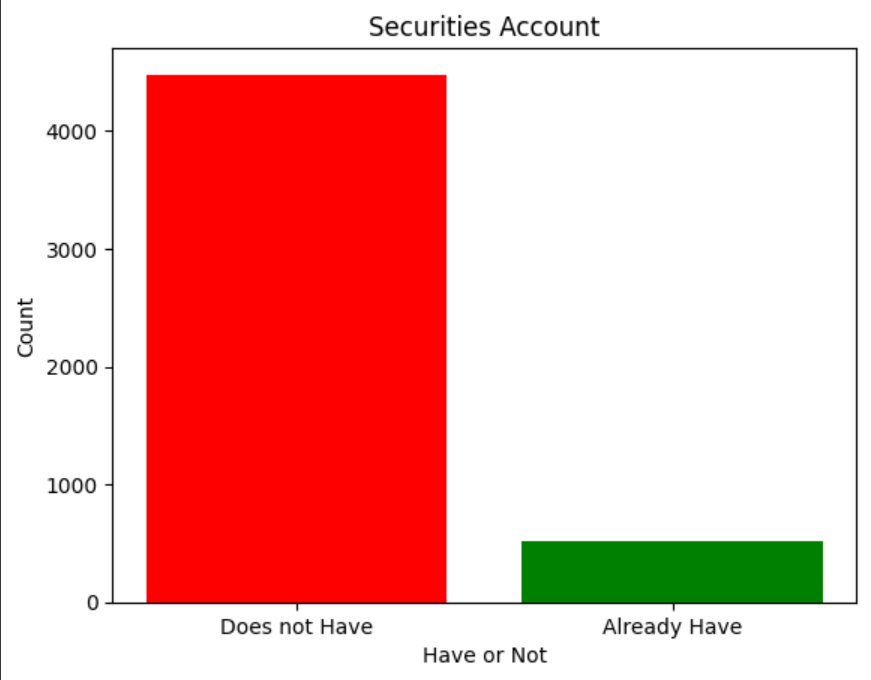 Securities Account
4000
3000
2000
1000
0
Count
Does not Have
Already Have
Have or Not